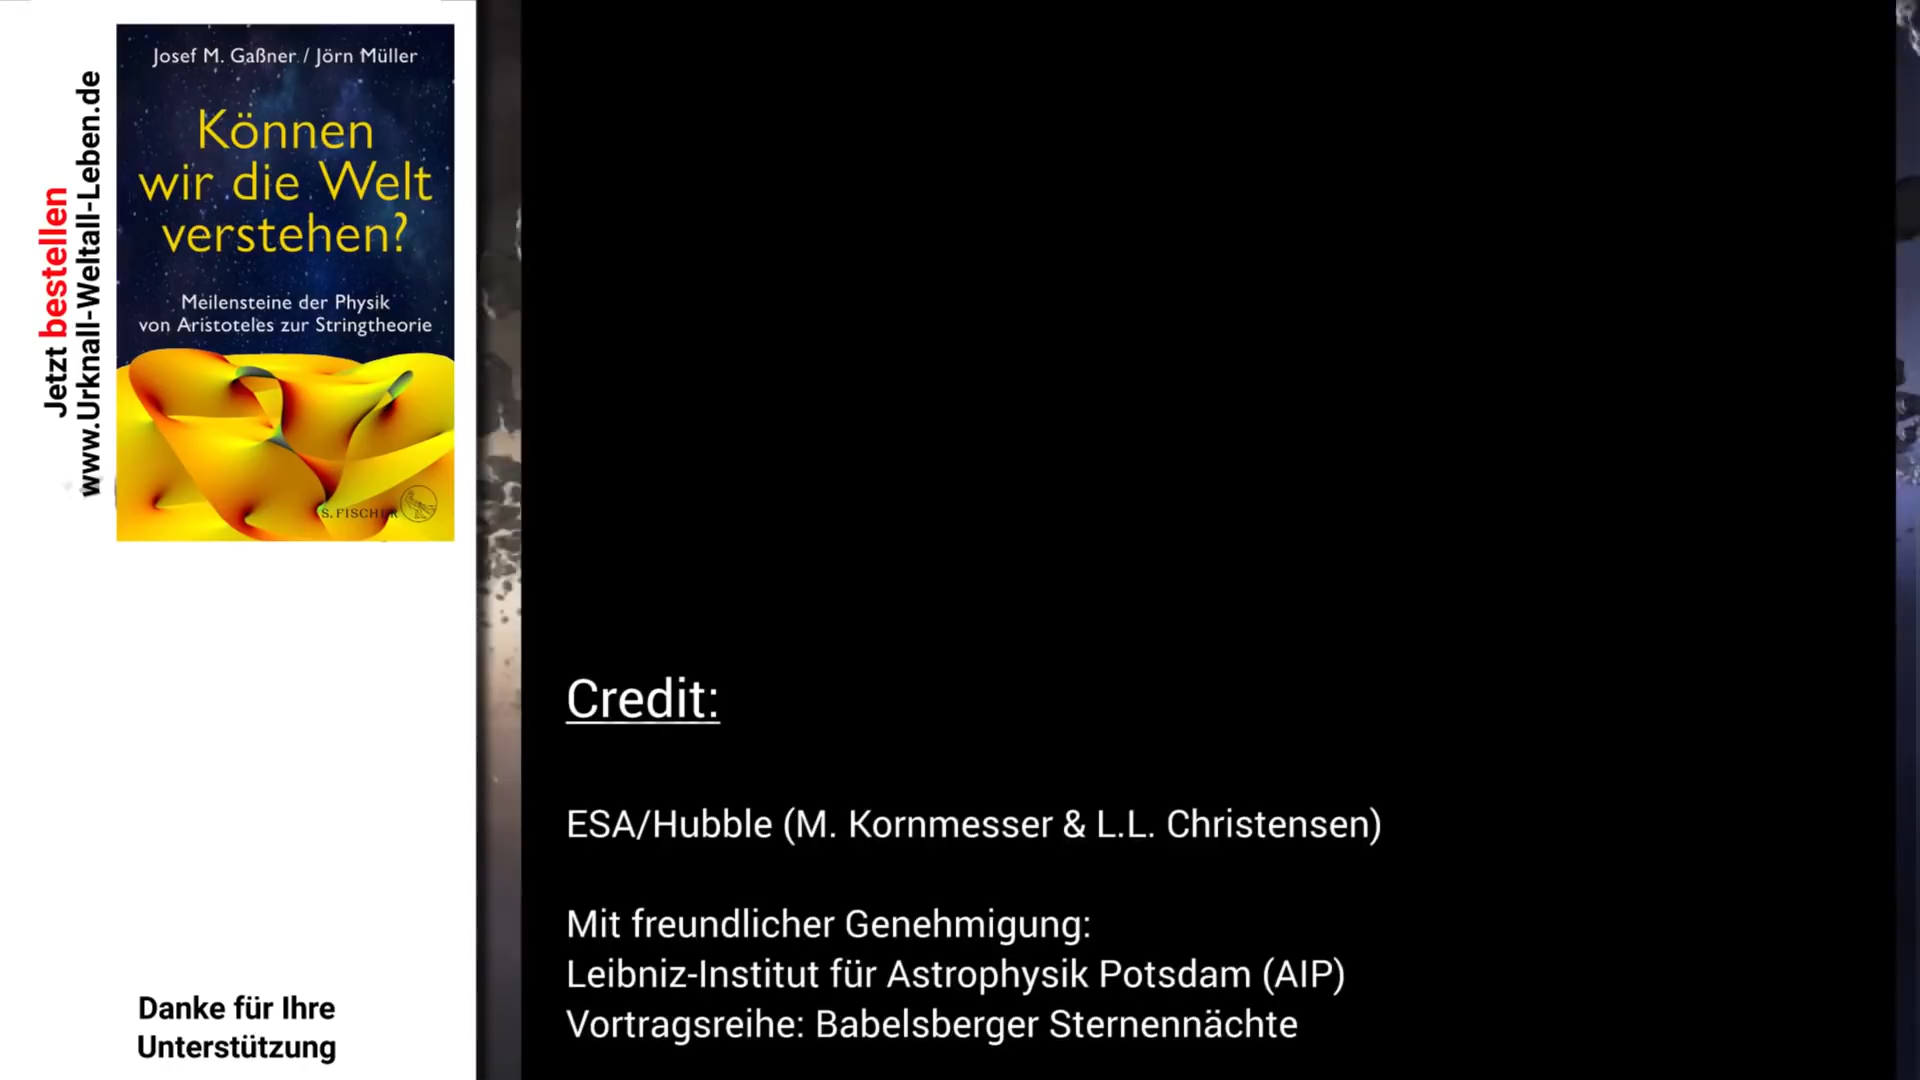 Jetzt bestellen
www.Urknall-Weltall-Leben.de
Josef M. Gaßner / Jörn Müller
Können
wir die Welt
verstehen?
Meilensteine der Physik
von Aristoteles zur Stringtheorie
S. FISCHER
Danke für Ihre
Unterstützung
Credit:
ESA/Hubble (M. Kornmesser & L.L. Christensen)
Mit freundlicher Genehmigung:
Leibniz-Institut für Astrophysik Potsdam (AIP)
Vortragsreihe: Babelsberger Sternennächte